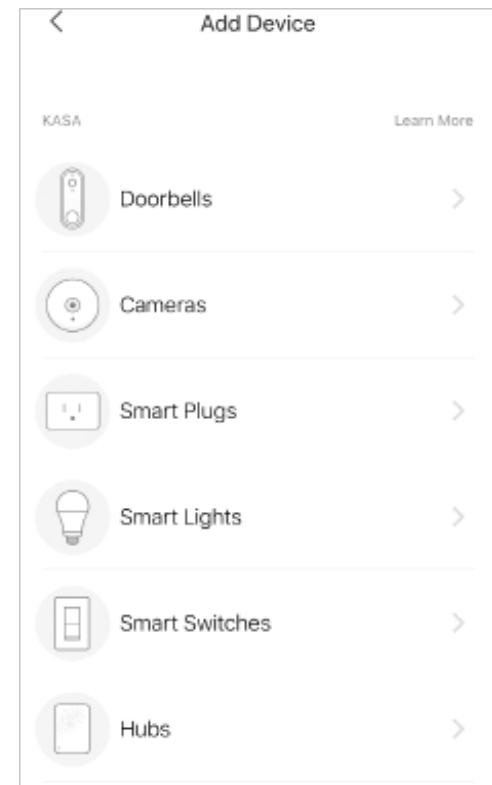 Add Device
KASA Learn More
Doorbells
Cameras
Smart Plugs
Smart Lights
Smart Switches
Hubs